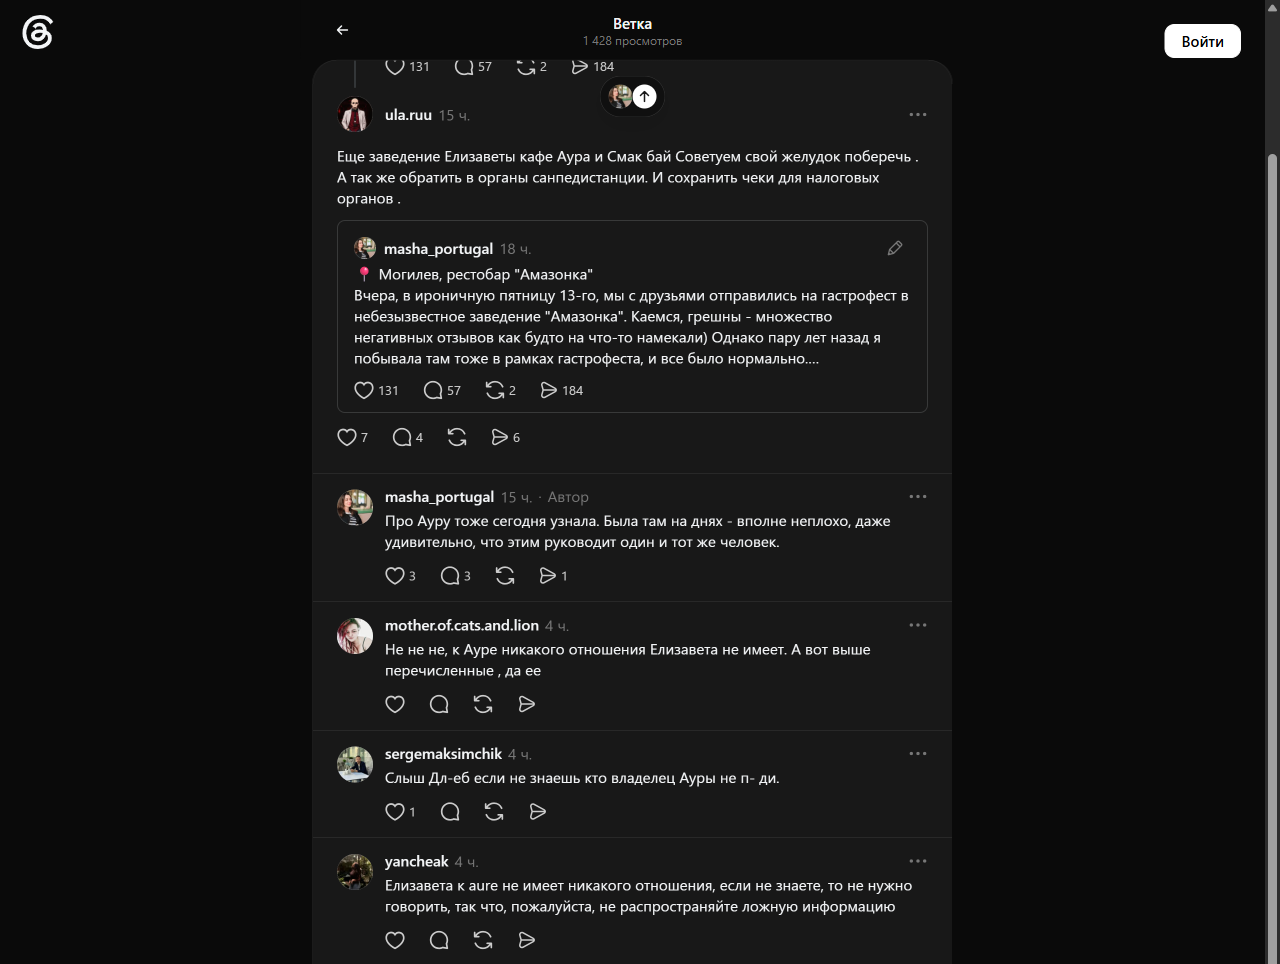 Ветка
1 428 просмотров
Войти
131 57 2 184
ula.ruu 15 ч.
Еще заведение Елизаветы кафе Аура и Смак бай Советуем свой желудок поберечь .
А так же обратить в органы санпедистанции. И сохранить чеки для налоговых
органов .
masha_portugal 18 ч.
📍 Могилев, рестобар "Амазонка"
Вчера, в ироничную пятницу 13-го, мы с друзьями отправились на гастрофест в
небезызвестное заведение "Амазонка". Каемся, грешны - множество
негативных отзывов как будто на что-то намекали) Однако пару лет назад я
побывала там тоже в рамках гастрофеста, и все было нормально....
131 57 2 184
7 4 6
masha_portugal 15 ч. · Автор
Про Ауру тоже сегодня узнала. Была там на днях - вполне неплохо, даже
удивительно, что этим руководит один и тот же человек.
3 3 1
mother.of.cats.and.lion 4 ч.
Не не не, к Ауре никакого отношения Елизавета не имеет. А вот выше
перечисленные , да ее
sergemaksimchik 4 ч.
Слыш Дл-еб если не знаешь кто владелец Ауры не п- ди.
1
yancheak 4 ч.
Елизавета к aure не имеет никакого отношения, если не знаете, то не нужно
говорить, так что, пожалуйста, не распространяйте ложную информацию